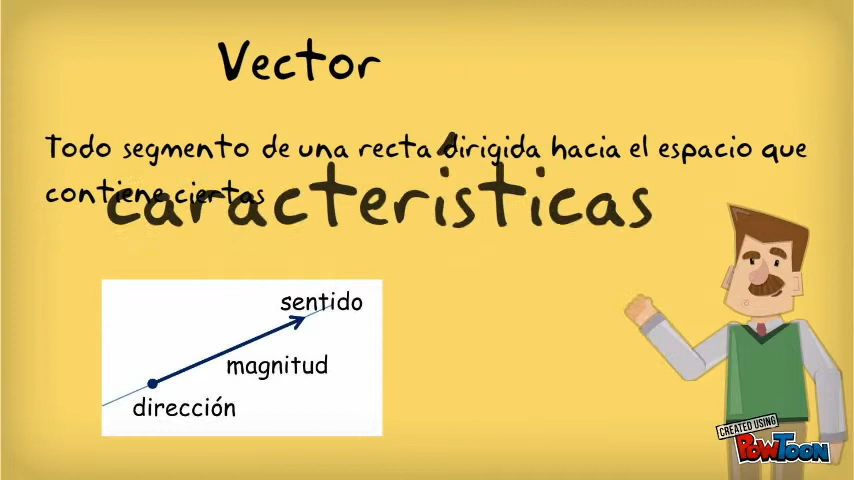 Vector
Todo segmento de una recta dirigida hacia el espacio que
contiene ciertas
características
sentido
magnitud
dirección
CREATED USING
POWTOON